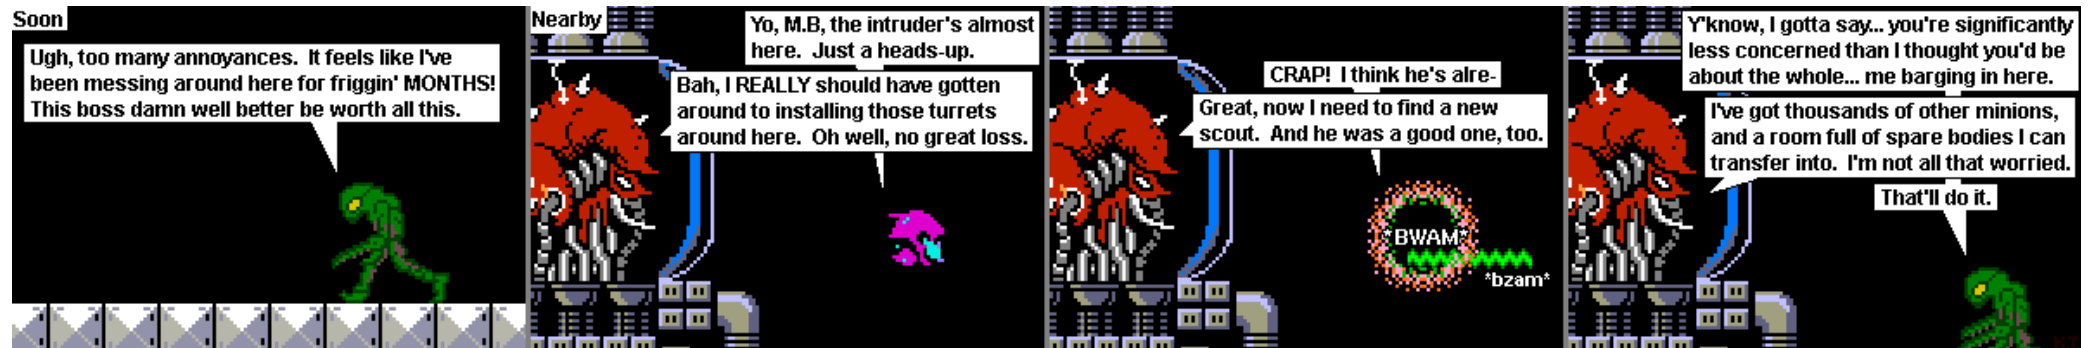 Soon
Ugh, too many annoyances.  It feels like I've
been messing around here for friggin' MONTHS!
This boss damn well better be worth all this.
Nearby
Yo, M.B, the intruder's almost
here.  Just a heads-up.
Bah, I REALLY should have gotten
around to installing those turrets
around here.  Oh well, no great loss.
CRAP!  I think he's alre-
Great, now I need to find a new
scout.  And he was a good one, too.
*BWAM*
*bzam*
Y'know, I gotta say... you're significantly
less concerned than I thought you'd be
about the whole... me barging in here.
I've got thousands of other minions,
and a room full of spare bodies I can
transfer into.  I'm not all that worried.
That'll do it.